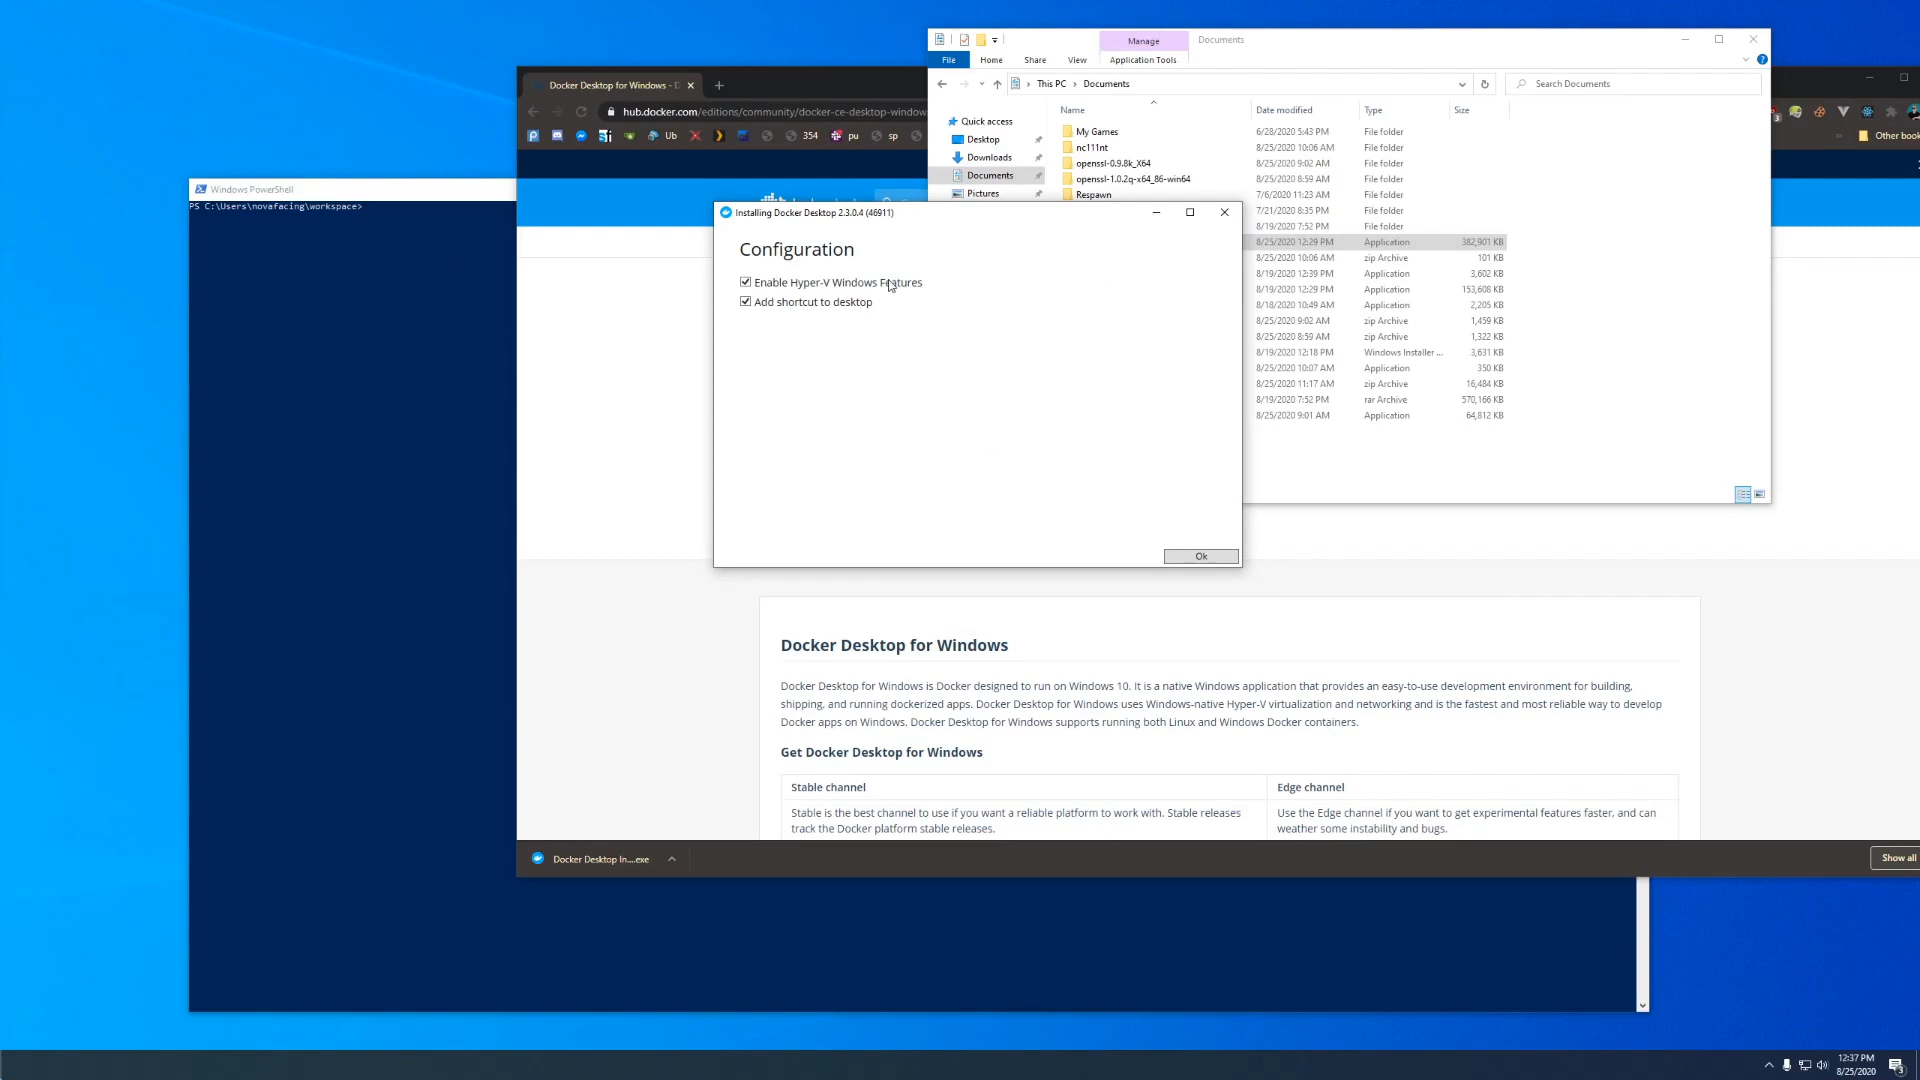 Manage
Documents
File
Home
Share
View
Application Tools
This PC
Documents
Search Documents
Name
Date modified
Type
Size
Quick access
Desktop
Downloads
Documents
Pictures
My Games
6/28/2020 5:43 PM
File folder
nc111nt
8/25/2020 10:06 AM
File folder
openssl-0.9.8k_X64
8/25/2020 9:02 AM
File folder
openssl-1.0.2q-x64_86-win64
8/25/2020 8:59 AM
File folder
Respawn
7/6/2020 11:23 AM
File folder
7/21/2020 8:35 PM
File folder
8/19/2020 7:52 PM
File folder
8/25/2020 12:29 PM
Application
382,901 KB
8/25/2020 10:06 AM
zip Archive
101 KB
8/19/2020 12:39 PM
Application
3,602 KB
8/19/2020 12:29 PM
Application
153,608 KB
8/18/2020 10:49 AM
Application
2,205 KB
8/25/2020 9:02 AM
zip Archive
1,459 KB
8/25/2020 8:59 AM
zip Archive
1,322 KB
8/19/2020 12:18 PM
Windows Installer ...
3,631 KB
8/25/2020 10:07 AM
Application
350 KB
8/25/2020 11:17 AM
zip Archive
16,484 KB
8/19/2020 7:52 PM
rar Archive
570,166 KB
8/25/2020 9:01 AM
Application
64,812 KB
Docker Desktop for Windows -
hub.docker.com/editions/community/docker-ce-desktop-window
Ub
354
pu
sp
Other book
Windows PowerShell
PS C:\Users\novafacing\workspace>
Installing Docker Desktop 2.3.0.4 (46911)
Configuration
Enable Hyper-V Windows Features
Add shortcut to desktop
Ok
Docker Desktop for Windows
Docker Desktop for Windows is Docker designed to run on Windows 10. It is a native Windows application that provides an easy-to-use development environment for building,
shipping, and running dockerized apps. Docker Desktop for Windows uses Windows-native Hyper-V virtualization and networking and is the fastest and most reliable way to develop
Docker apps on Windows. Docker Desktop for Windows supports running both Linux and Windows Docker containers.
Get Docker Desktop for Windows
Stable channel
Edge channel
Stable is the best channel to use if you want a reliable platform to work with. Stable releases
track the Docker platform stable releases.
Use the Edge channel if you want to get experimental features faster, and can
weather some instability and bugs.
Docker Desktop In....exe
Show all
12:37 PM
8/25/2020
3